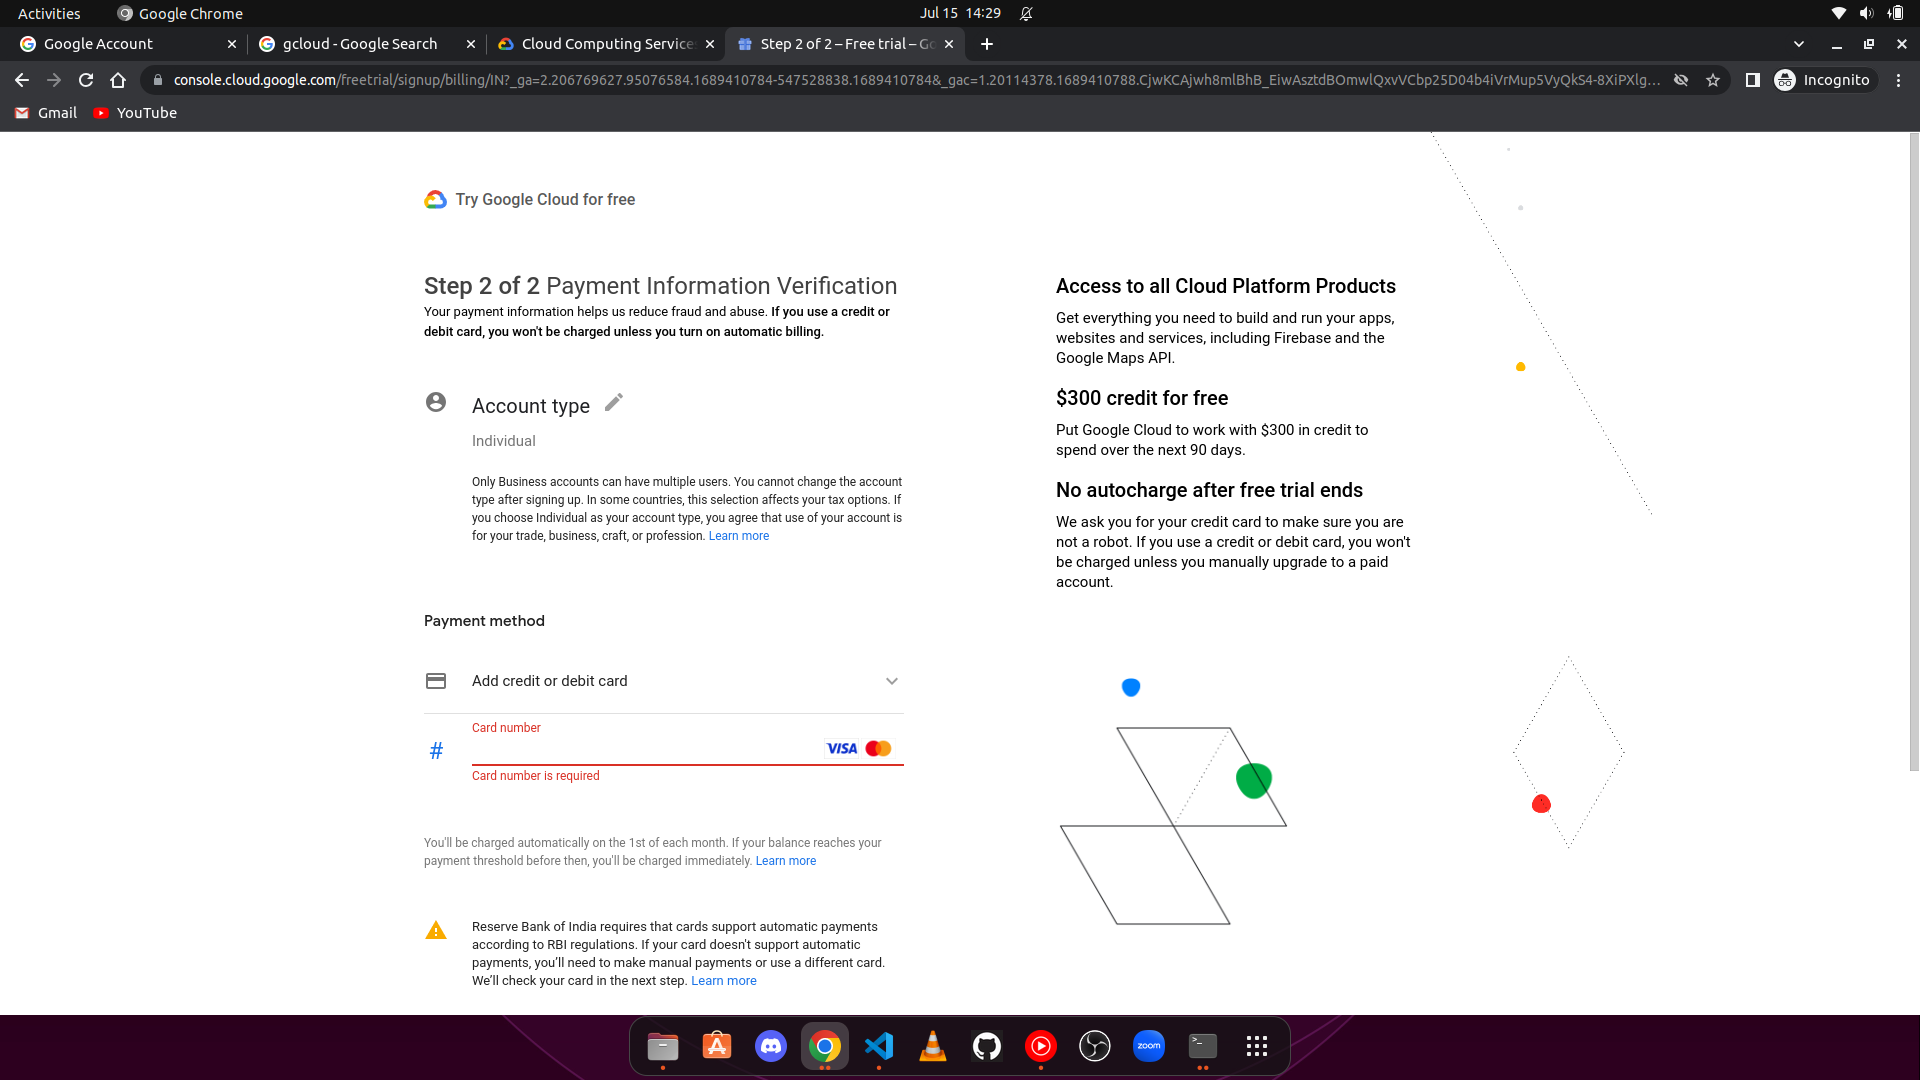 Activities
Google Chrome
Jul 15 14:29
Google Account
gcloud - Google Search
Cloud Computing Services
Step 2 of 2 – Free trial – Go
console.cloud.google.com/freetrial/signup/billing/IN?_ga=2.206769627.95076584.1689410784-547528838.1689410784&_gac=1.20114378.1689410788.CjwKCAjwh8mlBhB_EiwAsztdBOmwlQxvVCbp25D04b4iVrMup5VyQkS4-8XiPXlg...
Incognito
Gmail
YouTube
Try Google Cloud for free
Step 2 of 2 Payment Information Verification
Your payment information helps us reduce fraud and abuse. If you use a credit or
debit card, you won't be charged unless you turn on automatic billing.
Account type
Individual
Only Business accounts can have multiple users. You cannot change the account
type after signing up. In some countries, this selection affects your tax options. If
you choose Individual as your account type, you agree that use of your account is
for your trade, business, craft, or profession. Learn more
Payment method
Add credit or debit card
Card number
# VISA
Card number is required
You'll be charged automatically on the 1st of each month. If your balance reaches your
payment threshold before then, you'll be charged immediately. Learn more
Reserve Bank of India requires that cards support automatic payments
according to RBI regulations. If your card doesn't support automatic
payments, you’ll need to make manual payments or use a different card.
We’ll check your card in the next step. Learn more
Access to all Cloud Platform Products
Get everything you need to build and run your apps,
websites and services, including Firebase and the
Google Maps API.
$300 credit for free
Put Google Cloud to work with $300 in credit to
spend over the next 90 days.
No autocharge after free trial ends
We ask you for your credit card to make sure you are
not a robot. If you use a credit or debit card, you won't
be charged unless you manually upgrade to a paid
account.
zoom